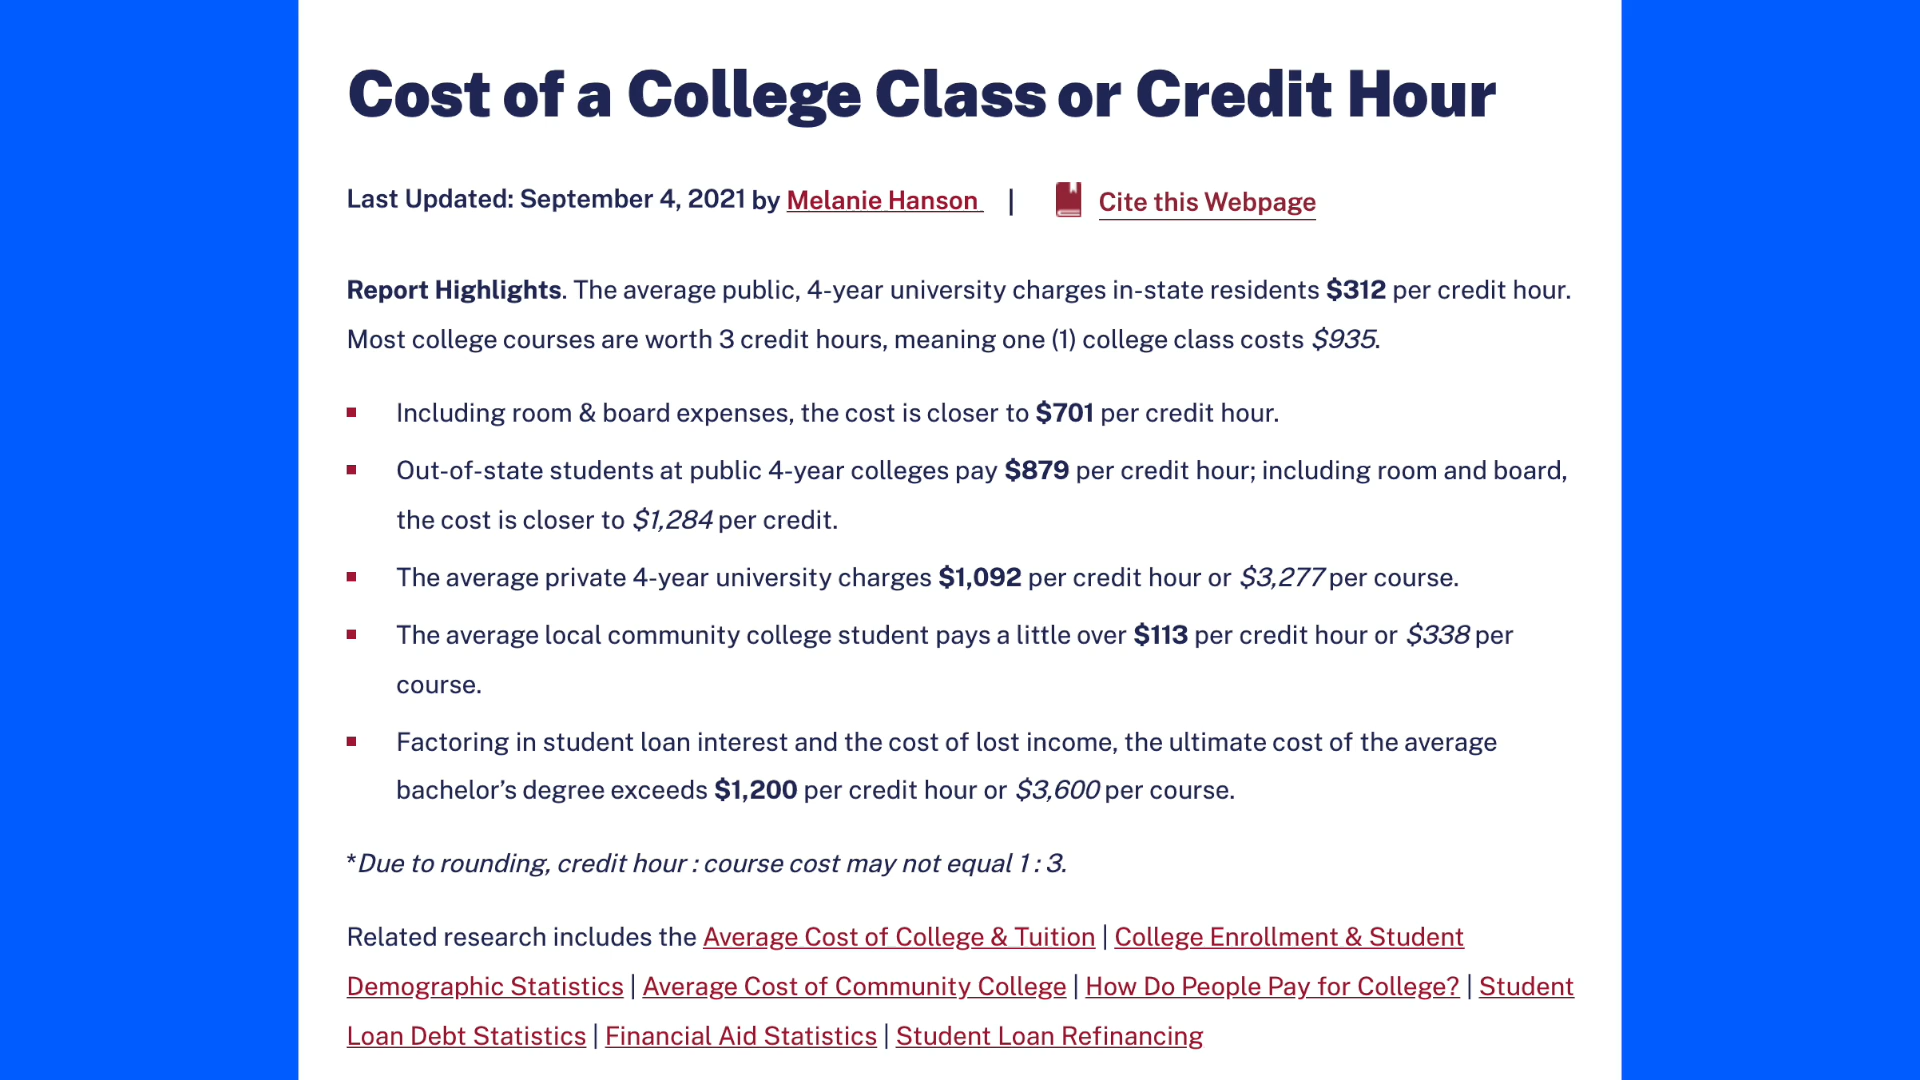 Cost of a College Class or Credit Hour
Last Updated: September 4, 2021 by Melanie Hanson | Cite this Webpage
Report Highlights. The average public, 4-year university charges in-state residents $312 per credit hour.
Most college courses are worth 3 credit hours, meaning one (1) college class costs $935.
Including room & board expenses, the cost is closer to $701 per credit hour.
Out-of-state students at public 4-year colleges pay $879 per credit hour; including room and board,
the cost is closer to $1,284 per credit.
The average private 4-year university charges $1,092 per credit hour or $3,277 per course.
The average local community college student pays a little over $113 per credit hour or $338 per
course.
Factoring in student loan interest and the cost of lost income, the ultimate cost of the average
bachelor’s degree exceeds $1,200 per credit hour or $3,600 per course.
*Due to rounding, credit hour : course cost may not equal 1 : 3.
Related research includes the Average Cost of College & Tuition | College Enrollment & Student
Demographic Statistics | Average Cost of Community College | How Do People Pay for College? | Student
Loan Debt Statistics | Financial Aid Statistics | Student Loan Refinancing